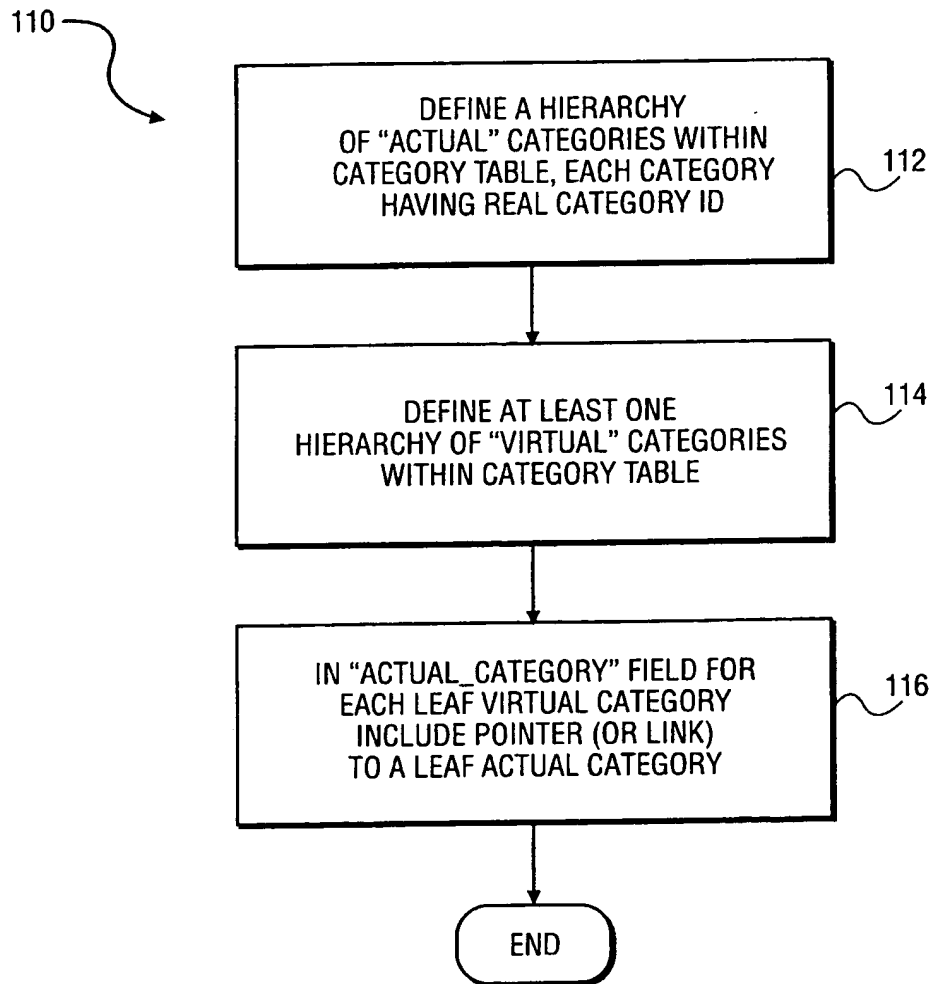 110
DEFINE A HIERARCHY
OF “ACTUAL” CATEGORIES WITHIN
CATEGORY TABLE, EACH CATEGORY
HAVING REAL CATEGORY ID
112
DEFINE AT LEAST ONE
HIERARCHY OF “VIRTUAL” CATEGORIES
WITHIN CATEGORY TABLE
114
IN “ACTUAL_CATEGORY” FIELD FOR
EACH LEAF VIRTUAL CATEGORY
INCLUDE POINTER (OR LINK)
TO A LEAF ACTUAL CATEGORY
116
END